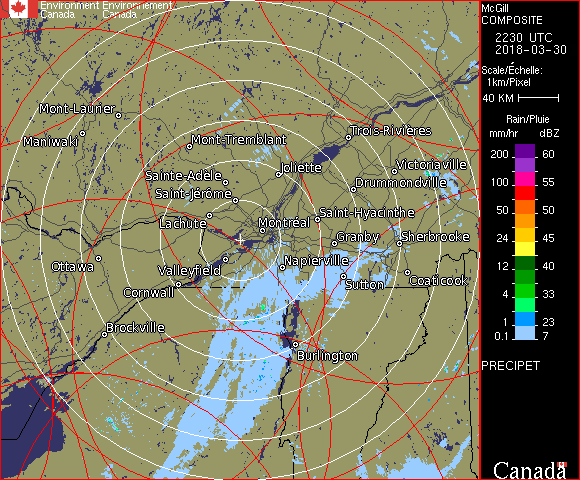 Environment Environnement
Canada Canada
McGill
COMPOSITE
2230 UTC
2018-03-30
Scale/Échelle:
1km/Pixel
40 KM
Rain/Pluie
mm/hr dBZ
200 60
100 55
50 50
24 45
12 40
4 33
1 23
0.1 7
PRECIPET
Canada
Mont-Laurier
Maniwaki
Mont-Tremblant
Trois-Rivières
Joliette
Victoriaville
Sainte-Adèle
Drummondville
Saint-Jérôme
Lachute
Saint-Hyacinthe
Montréal
Granby
Sherbrooke
Ottawa
Valleyfield
Napierville
Coaticook
Sutton
Cornwall
Brockville
Burlington